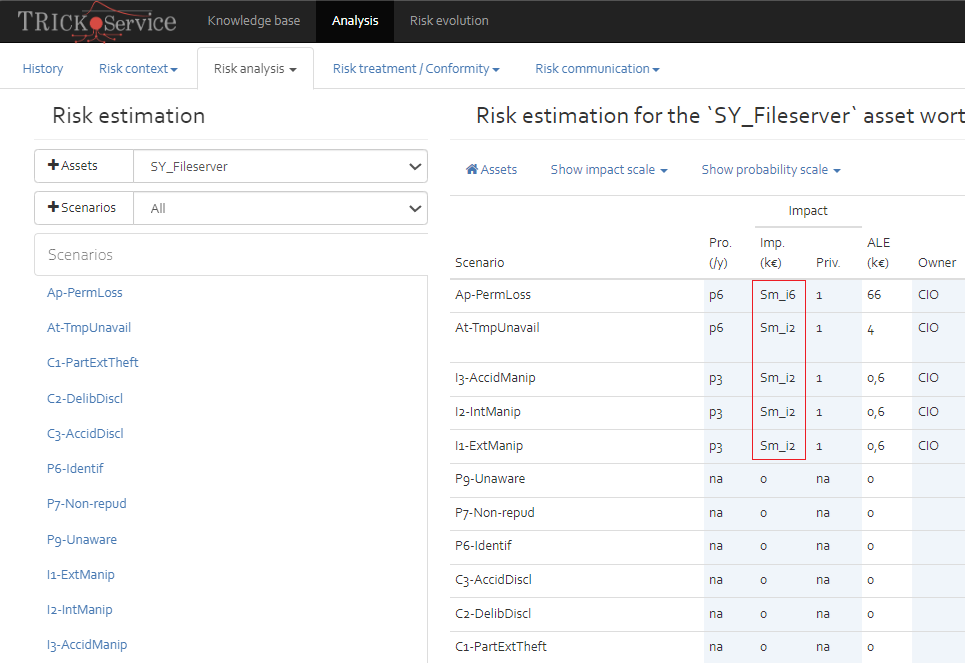 TRICK Service Knowledge base Analysis Risk evolution
History Risk context Risk analysis Risk treatment / Conformity Risk communication
Risk estimation
+Assets SY_Fileserver
+Scenarios All
Scenarios
Ap-PermLoss
At-TmpUnavail
C1-PartExtTheft
C2-DelibDiscl
C3-AccidDiscl
P6-Identif
P7-Non-repud
P9-Unaware
I1-ExtManip
I2-IntManip
I3-AccidManip
Risk estimation for the `SY_Fileserver` asset wort
Assets Show impact scale Show probability scale
Impact
Scenario Pro. (/y) Imp. (k€) Priv. ALE (k€) Owner
Ap-PermLoss p6 Sm_i6 1 66 CIO
At-TmpUnavail p6 Sm_i2 1 4 CIO
I3-AccidManip p3 Sm_i2 1 0,6 CIO
I2-IntManip p3 Sm_i2 1 0,6 CIO
I1-ExtManip p3 Sm_i2 1 0,6 CIO
P9-Unaware na 0 na 0
P7-Non-repud na 0 na 0
P6-Identif na 0 na 0
C3-AccidDiscl na 0 na 0
C2-DelibDiscl na 0 na 0
C1-PartExtTheft na 0 na 0